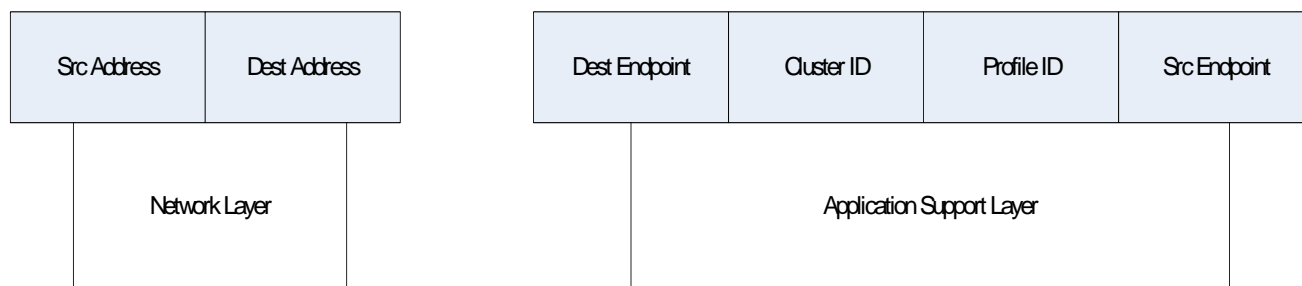 Src Address
Dest Address
Dest Endpoint
Cluster ID
Profile ID
Src Endpoint
Network Layer
Application Support Layer